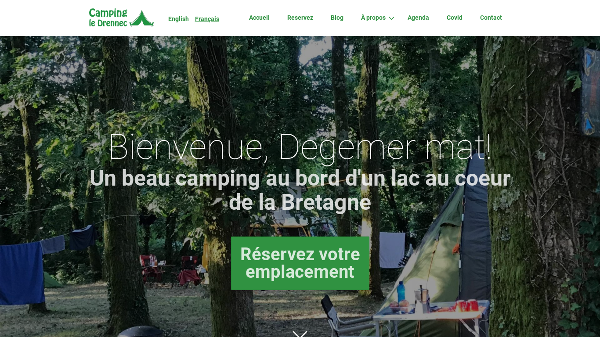 Camping
le Drennec
English Français Accueil Reservez Blog À propos Agenda Covid Contact
Bienvenue, Degemer mat!
Un beau camping au bord d'un lac au coeur
de la Bretagne
Réservez votre
emplacement